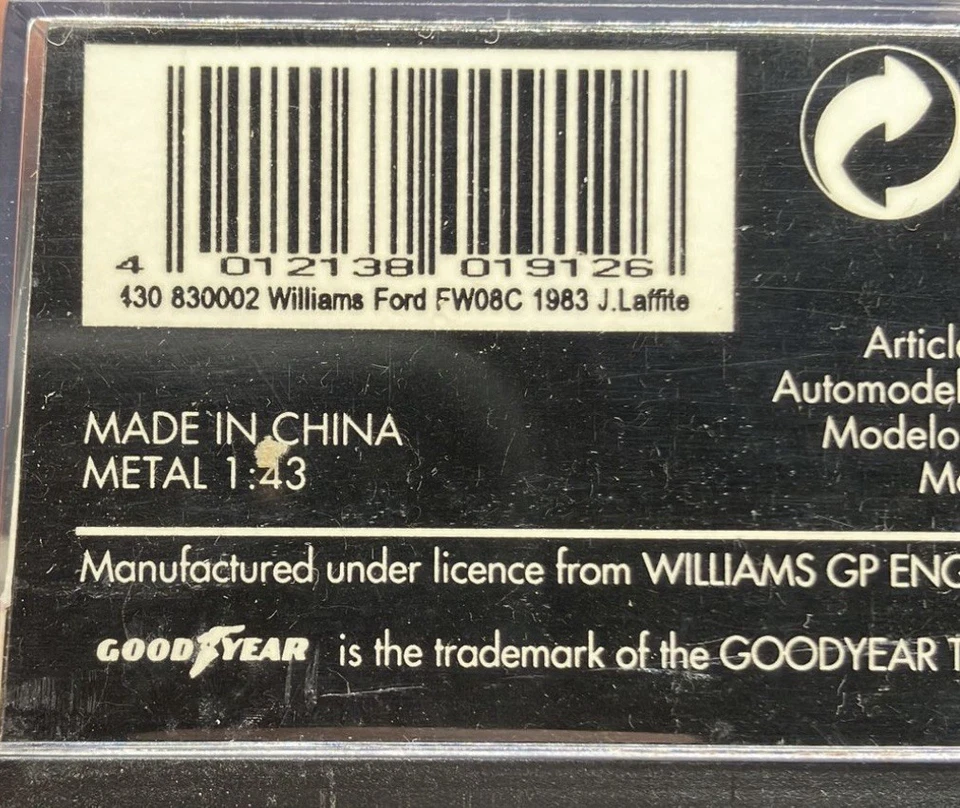 4 012138 019126
430 830002 Williams Ford FW08C 1983 J.Laffite
Article
Automodel
Modelo
MADE IN CHINA
METAL 1:43
Manufactured under licence from WILLIAMS GP ENG
GOODYEAR is the trademark of the GOODYEAR T